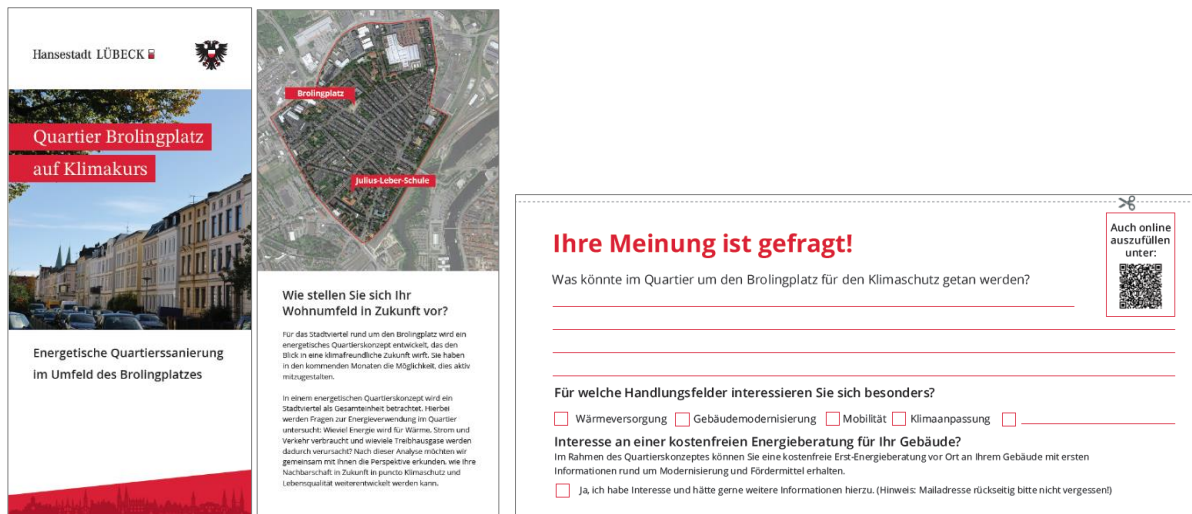 Hansestadt LÜBECK
Quartier Brolingplatz
auf Klimakurs
Energetische Quartierssanierung
im Umfeld des Brolingplatzes
Brolingplatz
Julius-Leber-Schule
Wie stellen Sie sich Ihr
Wohnumfeld in Zukunft vor?
Für das Stadtviertel rund um den Brolingplatz wird ein
energetisches Quartierskonzept entwickelt, das den
Blick in eine klimafreundliche Zukunft wirft. Sie haben
in den kommenden Monaten die Möglichkeit, dies aktiv
mitzugestalten.
In einem energetischen Quartierskonzept wird ein
Stadtviertel als Gesamteinheit betrachtet. Hierbei
werden Fragen zur Energieverwendung im Quartier
untersucht: Wieviel Energie wird für Wärme, Strom und
Verkehr verbraucht und wieviele Treibhausgase werden
dadurch verursacht? Nach dieser Analyse möchten wir
gemeinsam mit Ihnen die Perspektive erkunden, wie Ihre
Nachbarschaft in Zukunft in puncto Klimaschutz und
Lebensqualität weiterentwickelt werden kann.
Ihre Meinung ist gefragt!
Was könnte im Quartier um den Brolingplatz für den Klimaschutz getan werden?
Auch online
auszufüllen
unter:
Für welche Handlungsfelder interessieren Sie sich besonders?
Wärmeversorgung Gebäudemodernisierung Mobilität Klimaanpassung
Interesse an einer kostenfreien Energieberatung für Ihr Gebäude?
Im Rahmen des Quartierskonzeptes können Sie eine kostenfreie Erst-Energieberatung vor Ort an Ihrem Gebäude mit ersten
Informationen rund um Modernisierung und Fördermittel erhalten.
Ja, ich habe Interesse und hätte gerne weitere Informationen hierzu. (Hinweis: Mailadresse rückseitig bitte nicht vergessen!)